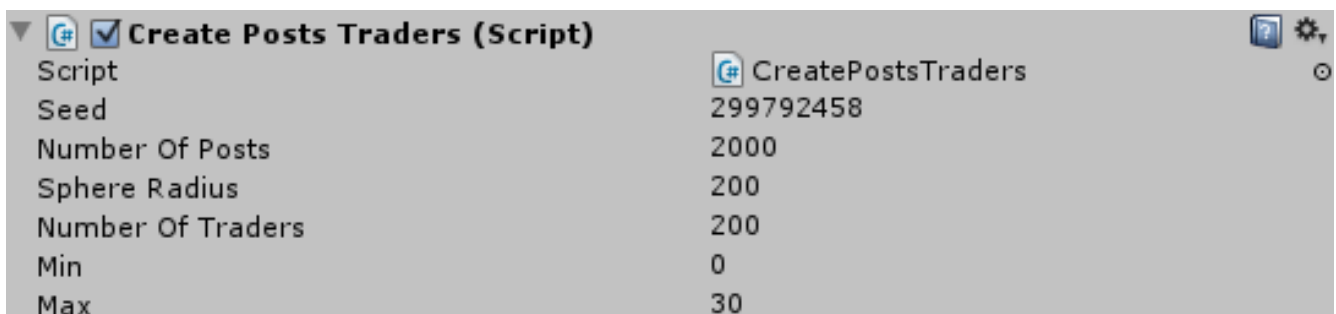 Create Posts Traders (Script)
Script CreatePostsTraders
Seed 299792458
Number Of Posts 2000
Sphere Radius 200
Number Of Traders 200
Min 0
Max 30